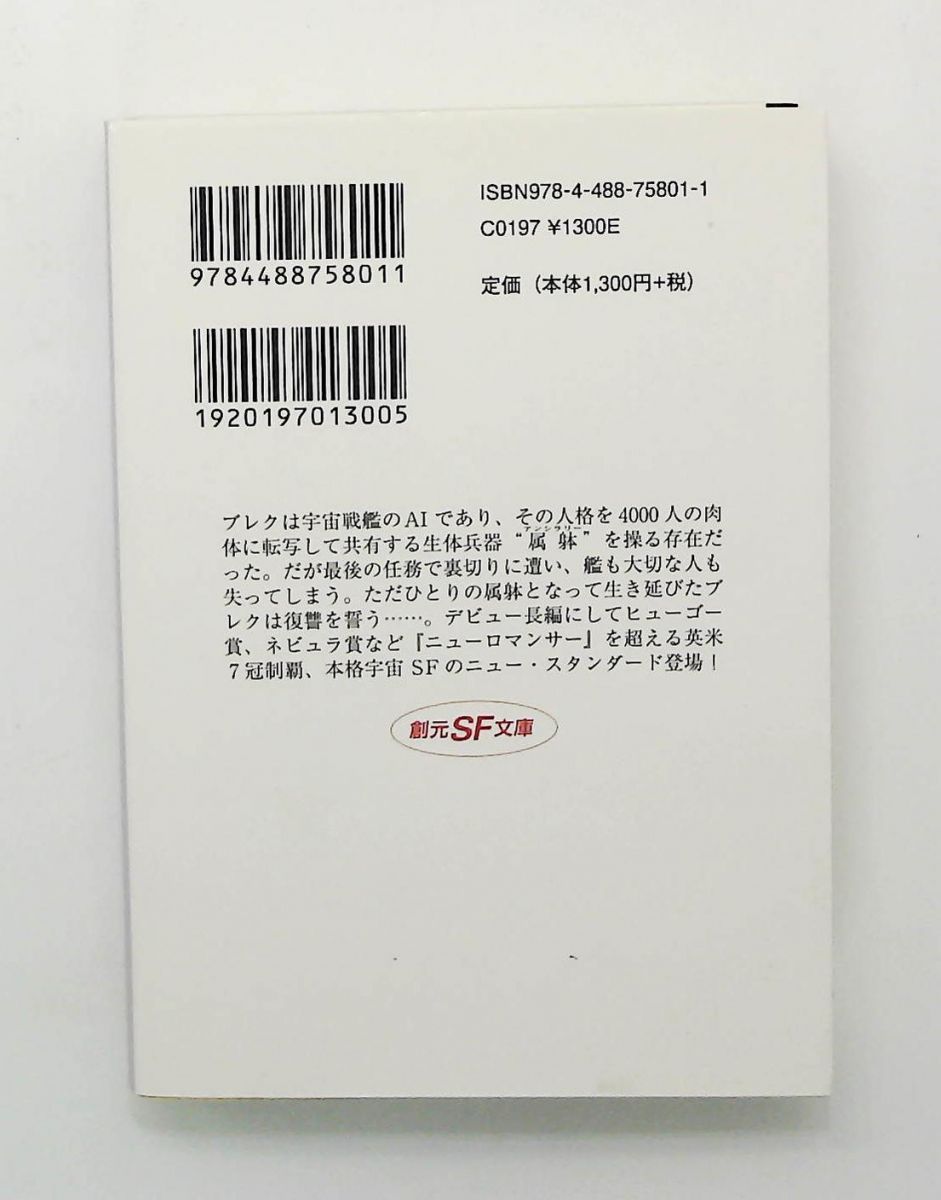 9784488758011
ISBN978-4-488-75801-1
C0197 ¥1300E
定価（本体1,300円+税）
1920197013005
ブレクは宇宙戦艦のAIであり、その人格を4000人の肉
体に転写して共有する生体兵器“属躰”を操る存在だ
アンシラリー
った。だが最後の任務で裏切りに遭い、艦も大切な人も
失ってしまう。ただひとりの属躰となって生き延びたブ
レクは復讐を誓う……。デビュー長編にしてヒューゴー
賞、ネビュラ賞など『ニューロマンサー』を超える英米
7冠制覇、本格宇宙SFのニュー・スタンダード登場！
創元SF文庫